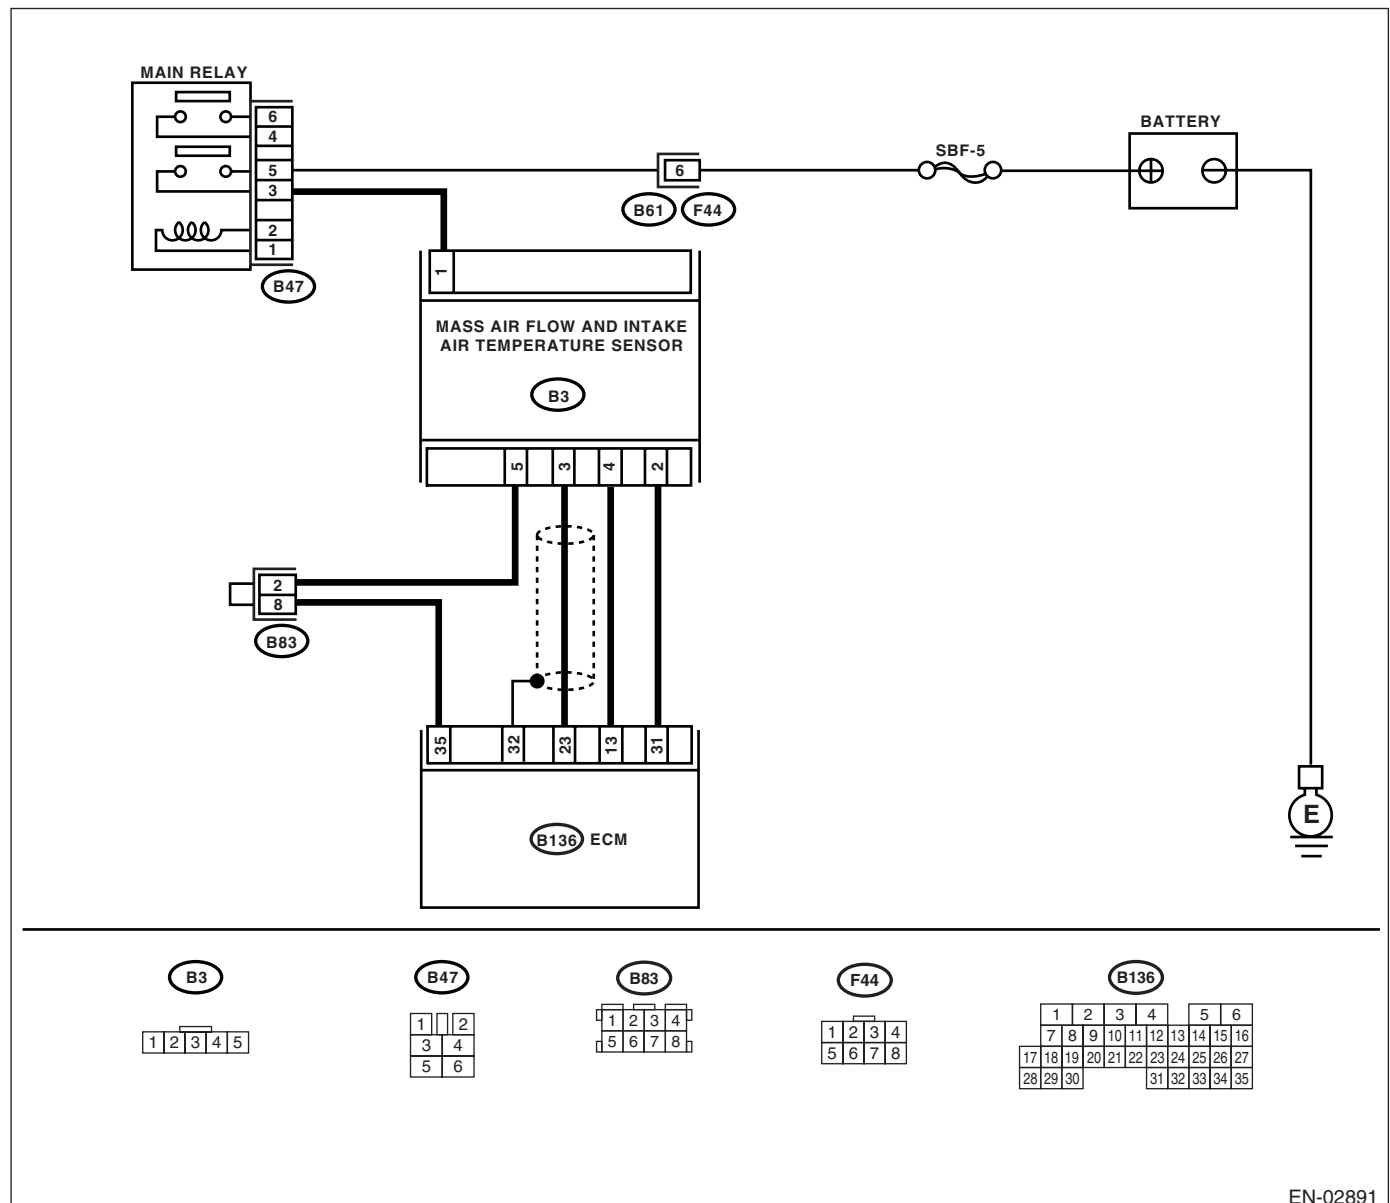 MAIN RELAY
6
4
5
3
2
1
B47
6
B61 F44
SBF-5
BATTERY
1
MASS AIR FLOW AND INTAKE
AIR TEMPERATURE SENSOR
B3
5 3 4 2
2
8
B83
35 32 23 13 31
B136 ECM
E
B3
1 2 3 4 5
B47
1 2
3 4
5 6
B83
1 2 3 4
5 6 7 8
F44
1 2 3 4
5 6 7 8
B136
1 2 3 4 5 6
7 8 9 10 11 12 13 14 15 16
17 18 19 20 21 22 23 24 25 26 27
28 29 30 31 32 33 34 35
EN-02891